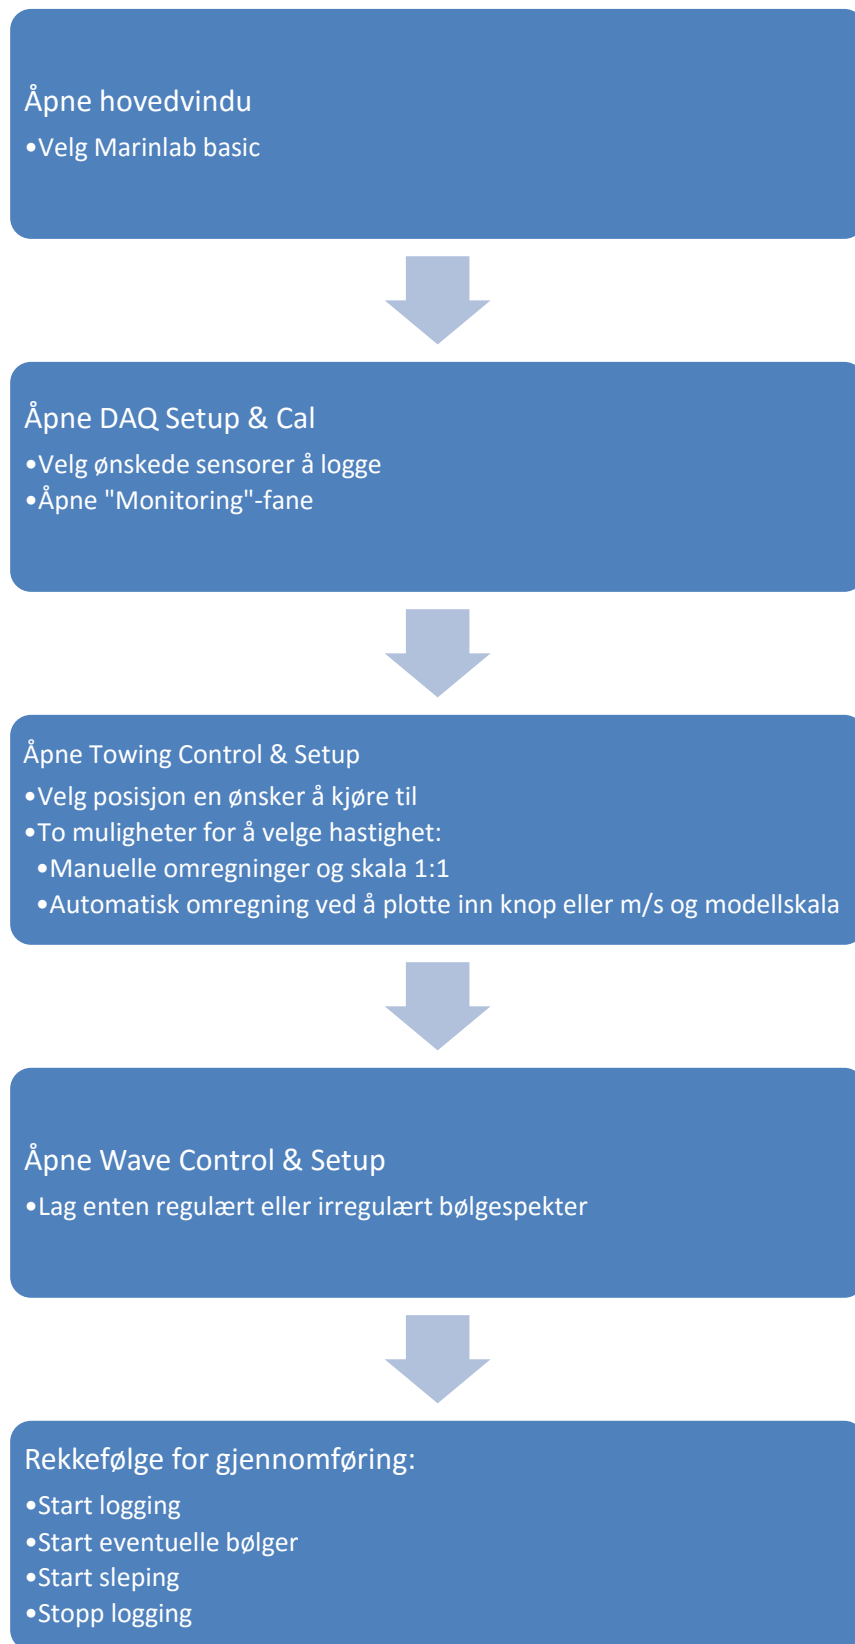 Åpne hovedvindu
•Velg Marinlab basic
Åpne DAQ Setup & Cal
•Velg ønskede sensorer å logge
•Åpne "Monitoring"-fane
Åpne Towing Control & Setup
•Velg posisjon en ønsker å kjøre til
•To muligheter for å velge hastighet:
•Manuelle omregninger og skala 1:1
•Automatisk omregning ved å plotte inn knop eller m/s og modellskala
Åpne Wave Control & Setup
•Lag enten regulært eller irregulært bølgespekter
Rekkefølge for gjennomføring:
•Start logging
•Start eventuelle bølger
•Start sleping
•Stopp logging